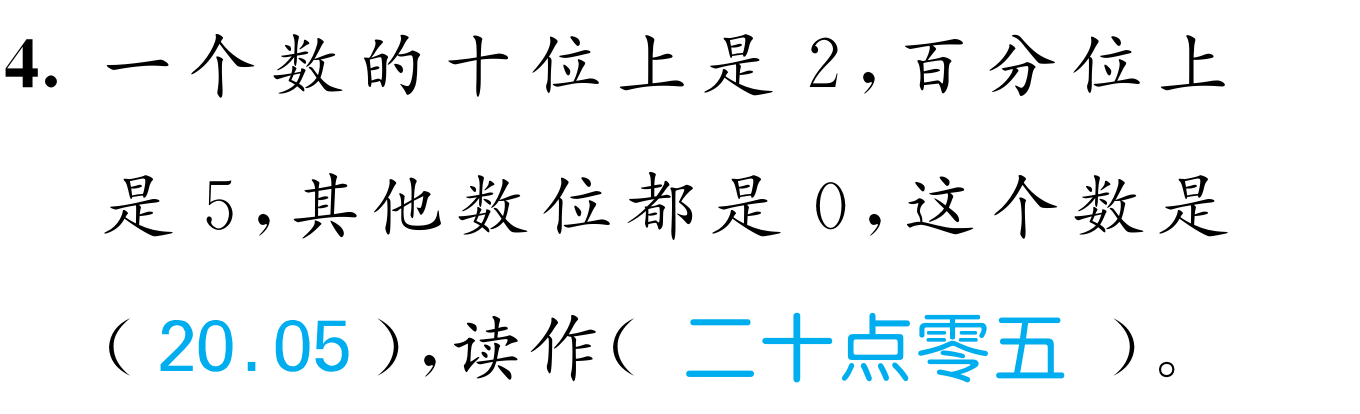 4. 一个数的十位上是 2,百分位上
是 5,其他数位都是 0,这个数是
( 20.05 ),读作( 二十点零五 )。